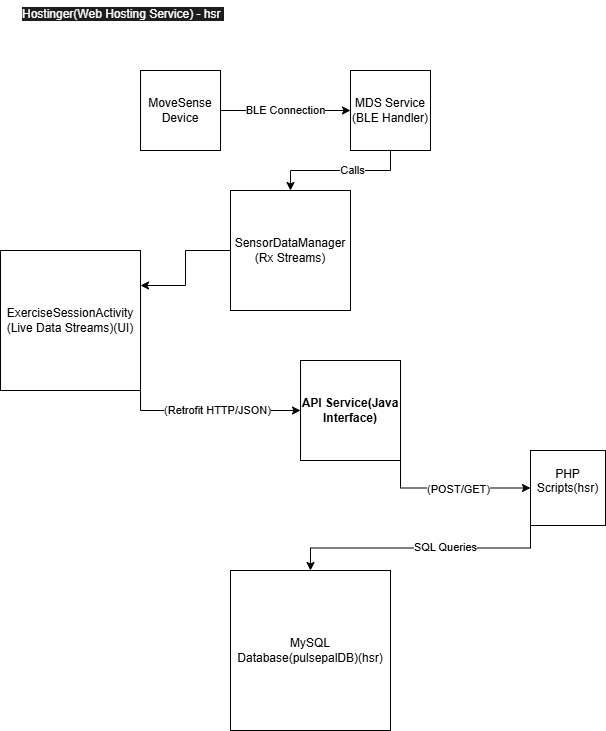 Hostinger(Web Hosting Service) - hsr
MoveSense
Device
BLE Connection
MDS Service
(BLE Handler)
Calls
SensorDataManager
(Rx Streams)
ExerciseSessionActivity
(Live Data Streams)(UI)
(Retrofit HTTP/JSON)
API Service(Java
Interface)
(POST/GET)
PHP
Scripts(hsr)
SQL Queries
MySQL
Database(pulsepalDB)(hsr)